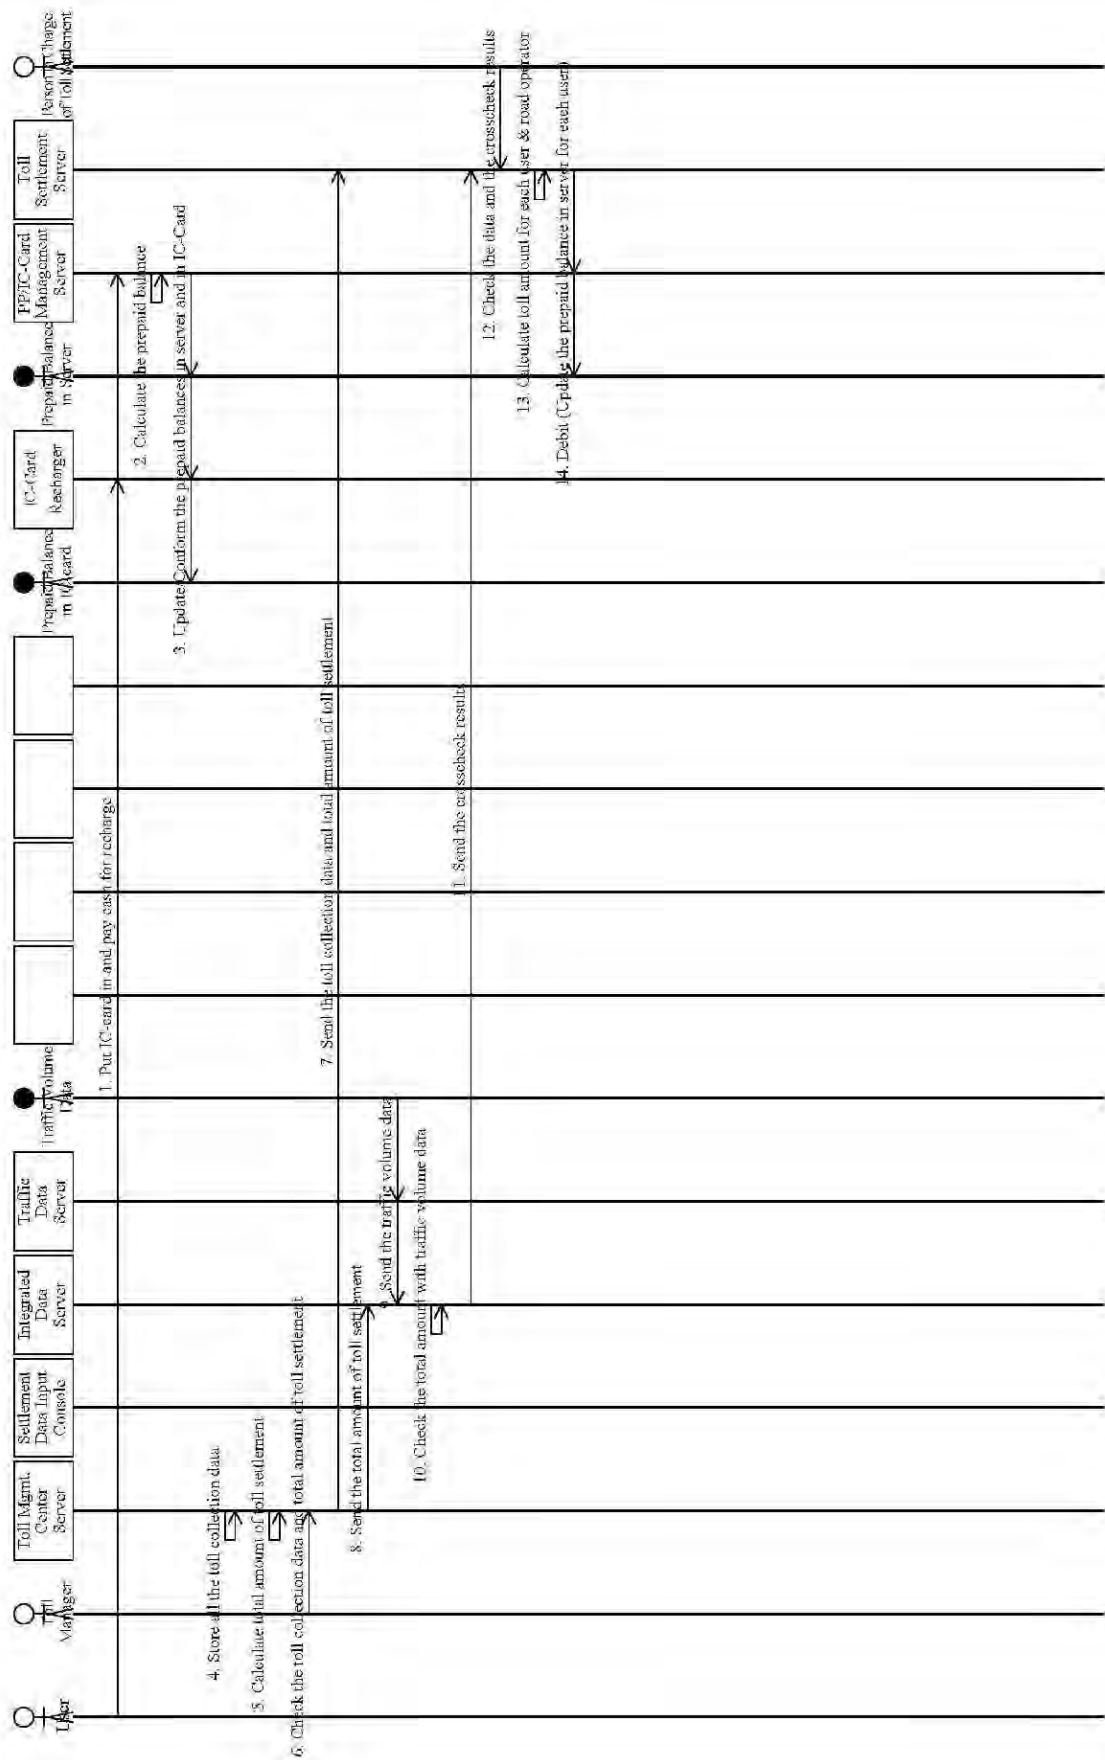 User
Toll
Manager
Toll Mgmt.
Center
Server
Settlement
Data Input
Console
Integrated
Data
Server
Traffic
Data
Server
Traffic Volume
Data
Prepaid Balance
in IC-card
IC-Card
Recharger
Prepaid Balance
in Server
PP/IC-Card
Management
Server
Toll
Settlement
Server
Person in Charge
of Toll Settlement
1. Put IC-card in and pay cash for recharge
2. Calculate the prepaid balance
3. Update/Conform the prepaid balances in server and in IC-Card
4. Store all the toll collection data
5. Calculate total amount of toll settlement
6. Check the toll collection data and total amount of toll settlement
7. Send the toll collection data and total amount of toll settlement
8. Send the total amount of toll settlement
9. Send the traffic volume data
10. Check the total amount with traffic volume data
11. Send the crosscheck results
12. Check the data and the crosscheck results
13. Calculate toll amount for each user & road operator
14. Debit (Update the prepaid balance in server for each user)